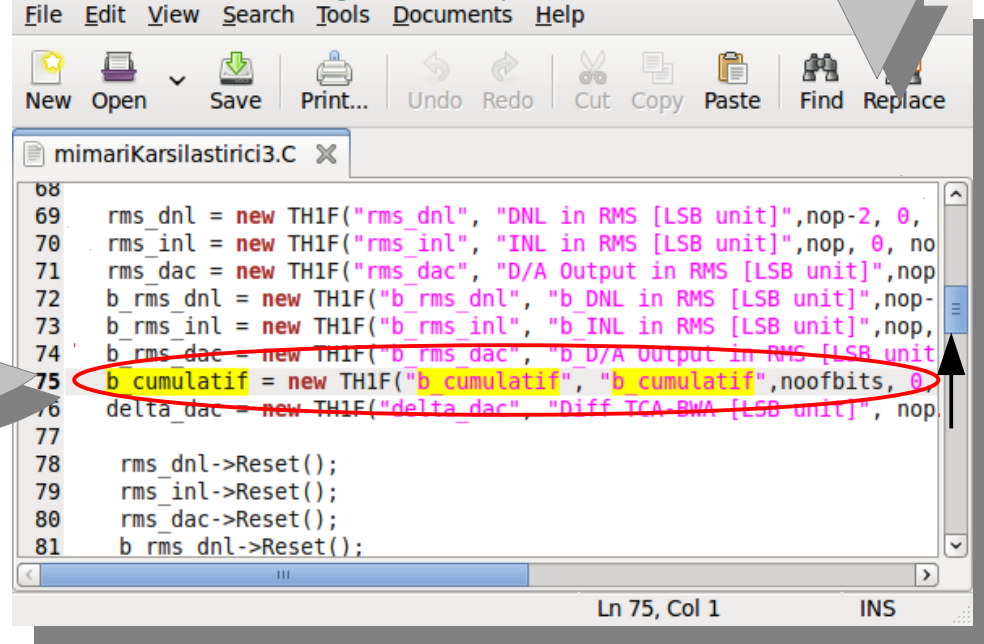 File Edit View Search Tools Documents Help
New Open Save Print... Undo Redo Cut Copy Paste Find Replace
mimariKarsilastirici3.C
68
69 rms_dnl = new TH1F("rms_dnl", "DNL in RMS [LSB unit]",nop-2, 0,
70 rms_inl = new TH1F("rms_inl", "INL in RMS [LSB unit]",nop, 0, no
71 rms_dac = new TH1F("rms_dac", "D/A Output in RMS [LSB unit]",nop
72 b_rms_dnl = new TH1F("b_rms_dnl", "b_DNL in RMS [LSB unit]",nop-
73 b_rms_inl = new TH1F("b_rms_inl", "b_INL in RMS [LSB unit]",nop,
74 b_rms_dac = new TH1F("b_rms_dac", "b_D/A Output in RMS [LSB unit
75 b_cumulatif = new TH1F("b_cumulatif", "b_cumulatif",noofbits, 0,
76 delta_dac = new TH1F("delta_dac", "Diff TCA-BWA [LSB unit]", nop
77
78 rms_dnl->Reset();
79 rms_inl->Reset();
80 rms_dac->Reset();
81 b_rms_dnl->Reset();
Ln 75, Col 1 INS